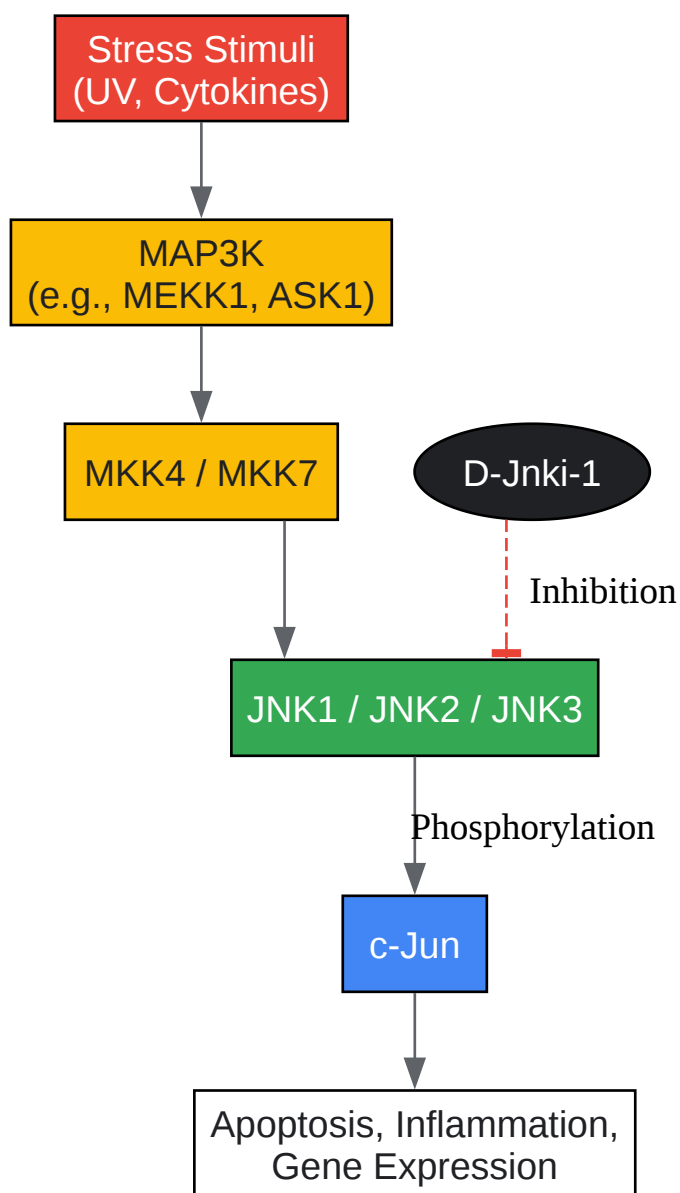 Stress Stimuli
(UV, Cytokines)
MAP3K
(e.g., MEKK1, ASK1)
MKK4 / MKK7
D-Jnki-1
Inhibition
JNK1 / JNK2 / JNK3
Phosphorylation
c-Jun
Apoptosis, Inflammation,
Gene Expression